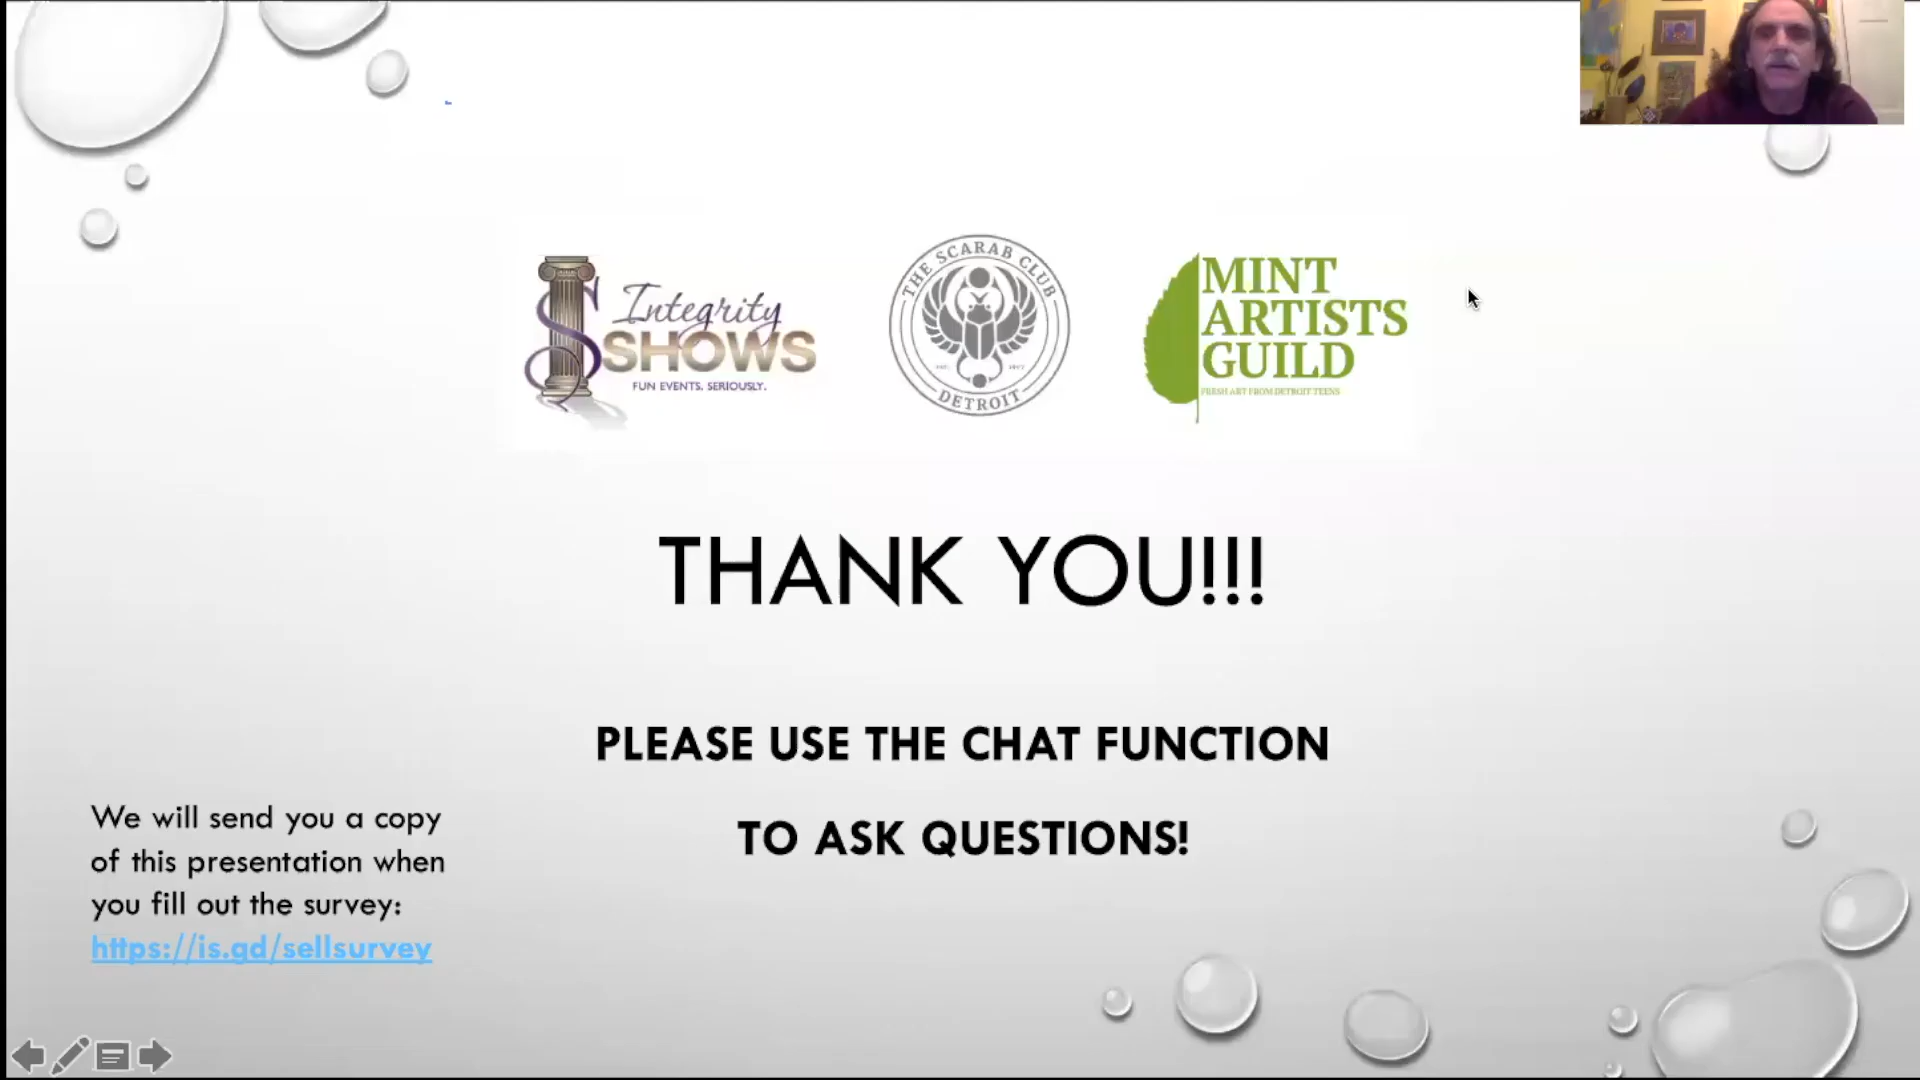 Integrity
SHOWS
FUN EVENTS. SERIOUSLY.
THE SCARAB CLUB
DETROIT
MINT
ARTISTS
GUILD
FRESH ART FROM DETROIT TEENS
THANK YOU!!!
PLEASE USE THE CHAT FUNCTION
TO ASK QUESTIONS!
We will send you a copy
of this presentation when
you fill out the survey:
https://is.gd/sellsurvey